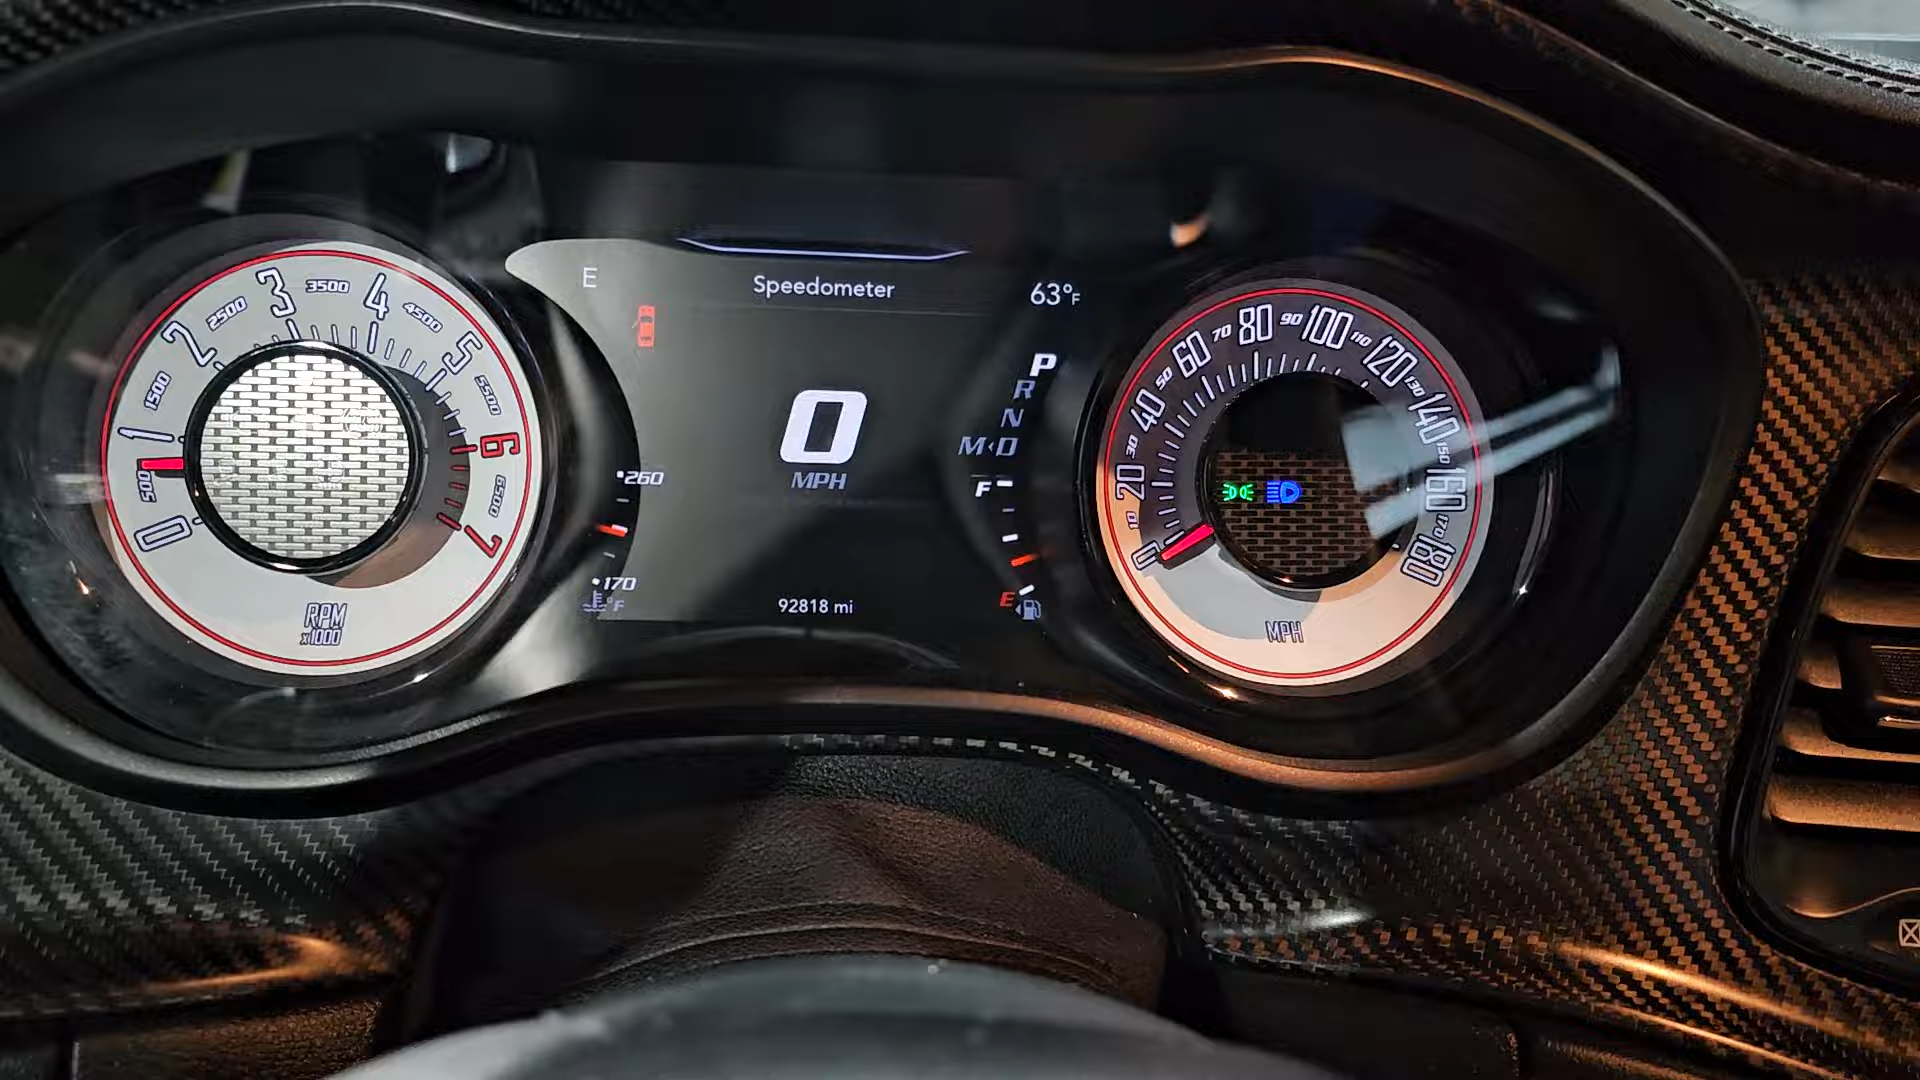 0
500
1
1500
2
2500
3
3500
4
4500
5
5500
6
6500
7
RPM
x1000
E
Speedometer
63°F
P
R
N
M‹D
0
MPH
260
170
°F
F
E
92818 mi
0
10
20
30
40
50
60
70
80
90
100
110
120
130
140
150
160
170
180
MPH